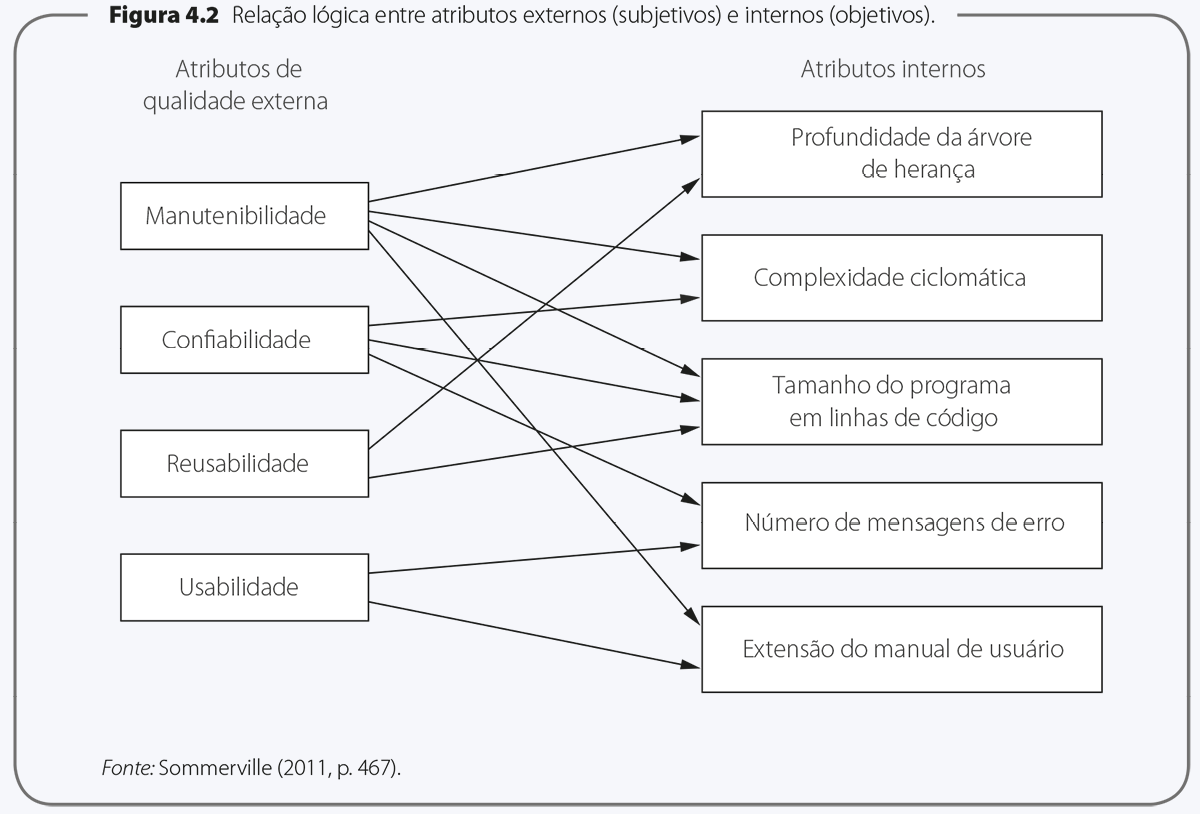 Figura 4.2 Relação lógica entre atributos externos (subjetivos) e internos (objetivos).
Atributos de
qualidade externa
Atributos internos
Manutenibilidade
Confiabilidade
Reusabilidade
Usabilidade
Profundidade da árvore
de herança
Complexidade ciclomática
Tamanho do programa
em linhas de código
Número de mensagens de erro
Extensão do manual de usuário
Fonte: Sommerville (2011, p. 467).